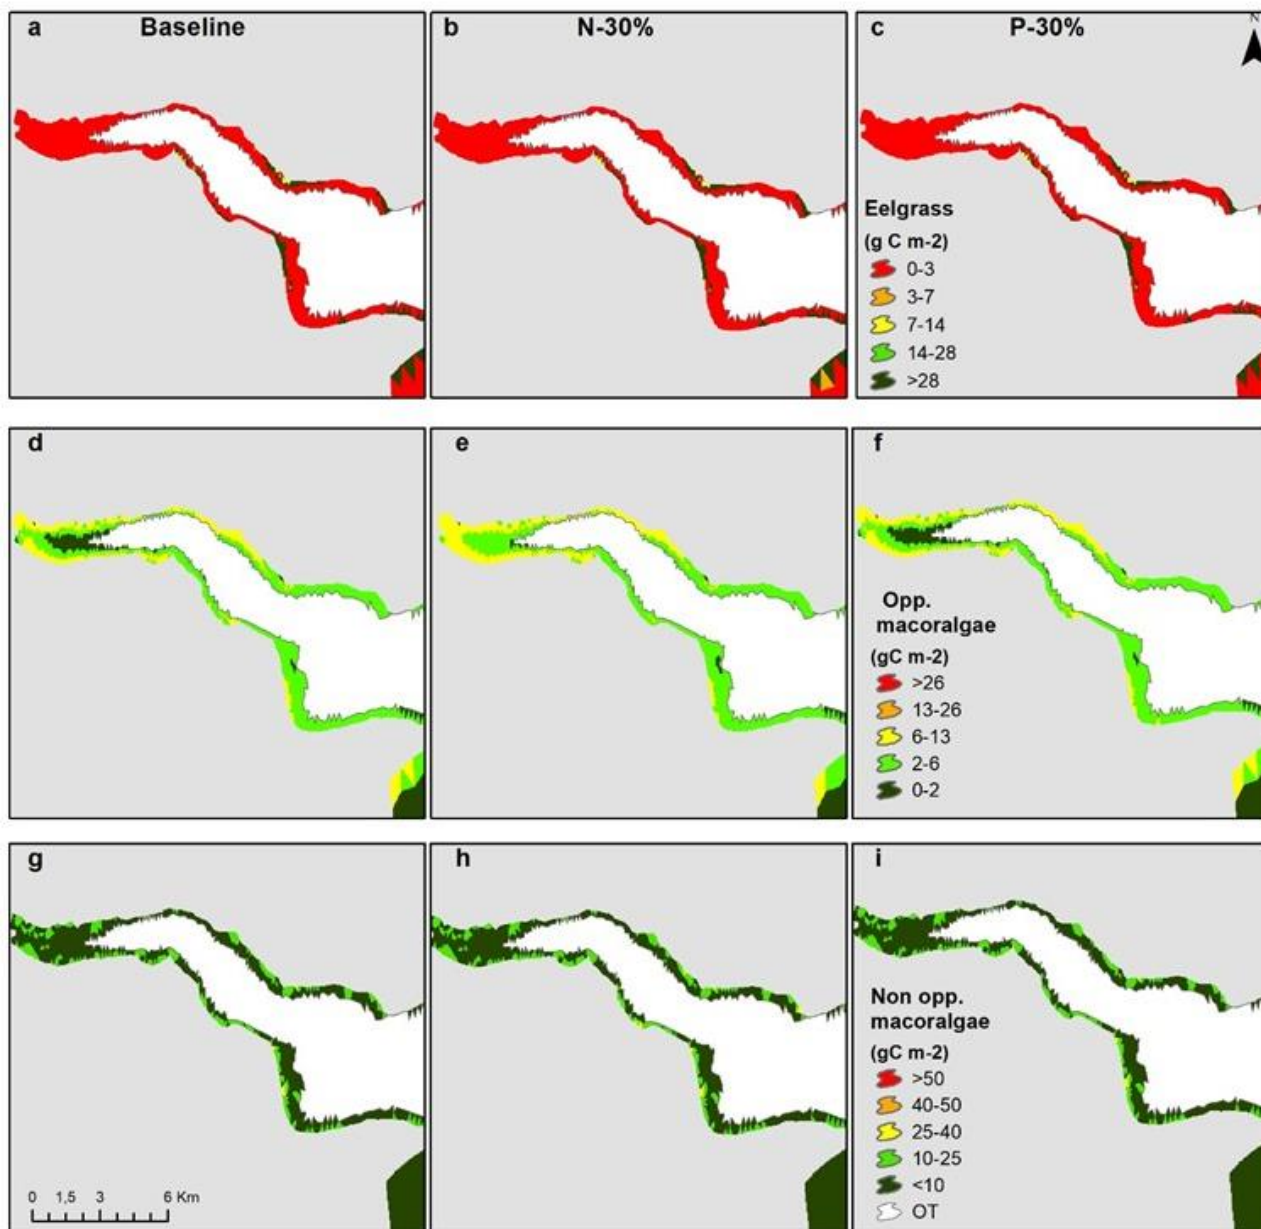 a Baseline
b N-30%
c P-30%
N
Eelgrass
(g C m-2)
0-3
3-7
7-14
14-28
>28
d
e
f
Opp.
macoralgae
(gC m-2)
>26
13-26
6-13
2-6
0-2
g
h
i
Non opp.
macoralgae
(gC m-2)
>50
40-50
25-40
10-25
<10
OT
0 1,5 3 6 Km